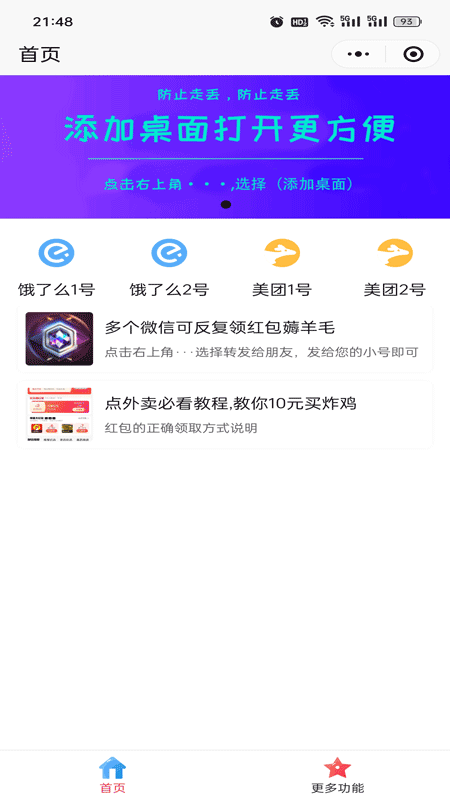 21:48
HD 5G 5G 93
首页
防止走丢，防止走丢
添加桌面打开更方便
点击右上角···,选择（添加桌面）
饿了么1号 饿了么2号 美团1号 美团2号
多个微信可反复领红包薅羊毛
点击右上角···选择转发给朋友，发给您的小号即可
点外卖必看教程,教你10元买炸鸡
红包的正确领取方式说明
首页 更多功能